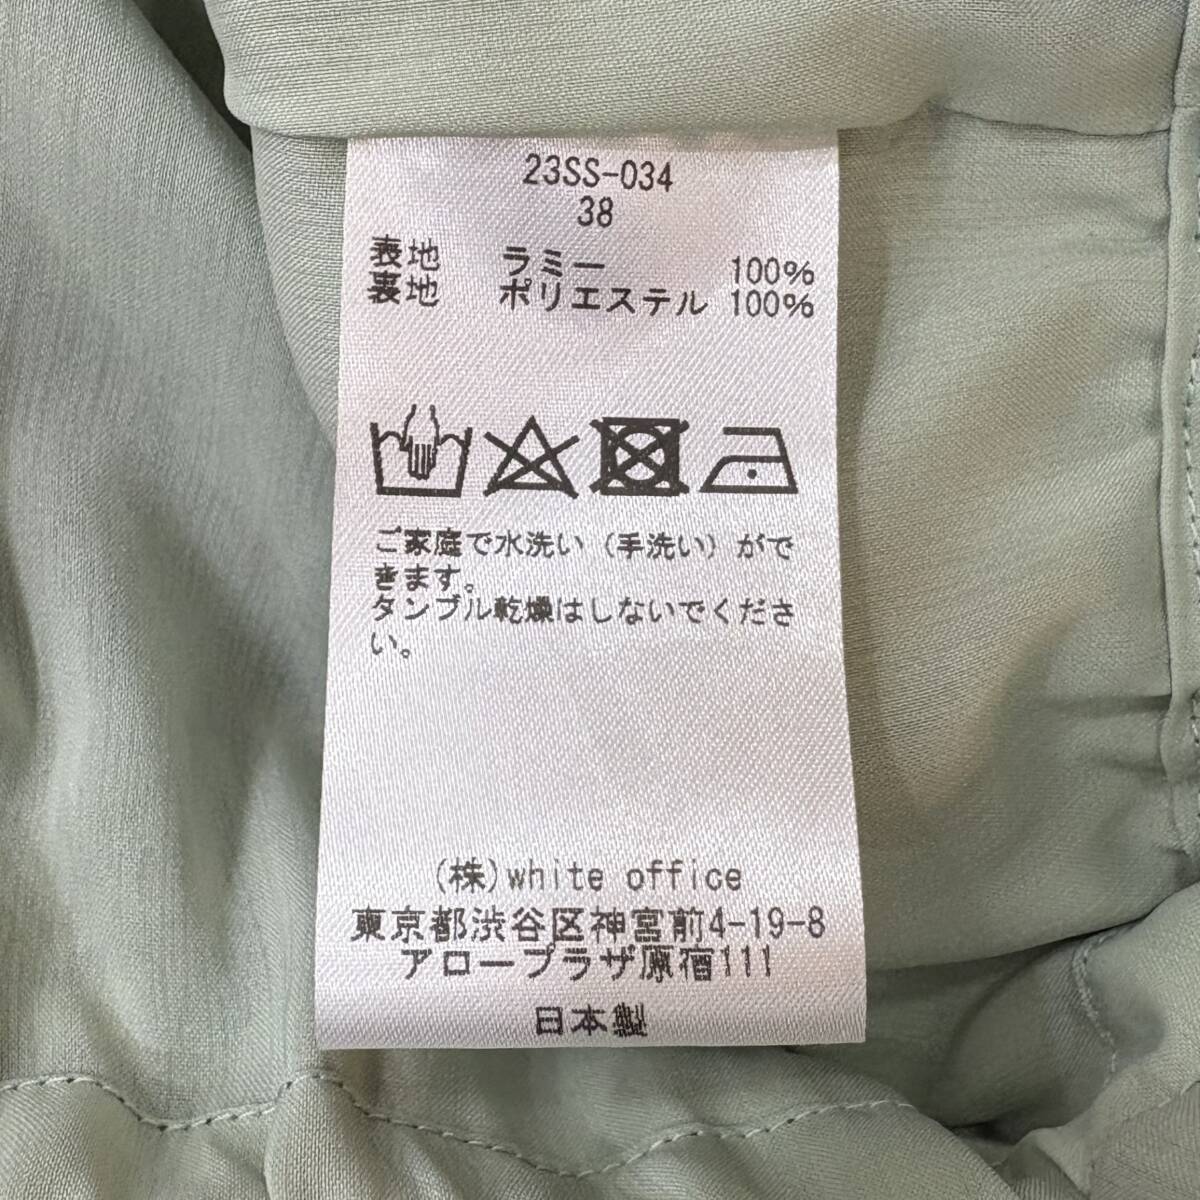 23SS-034
38
表地 ラミー 100%
裏地 ポリエステル 100%
ご家庭で水洗い（手洗い）がで
きます。
タンブル乾燥はしないでくださ
い。
(株)white office
東京都渋谷区神宮前4-19-8
アロープラザ原宿111
日本製